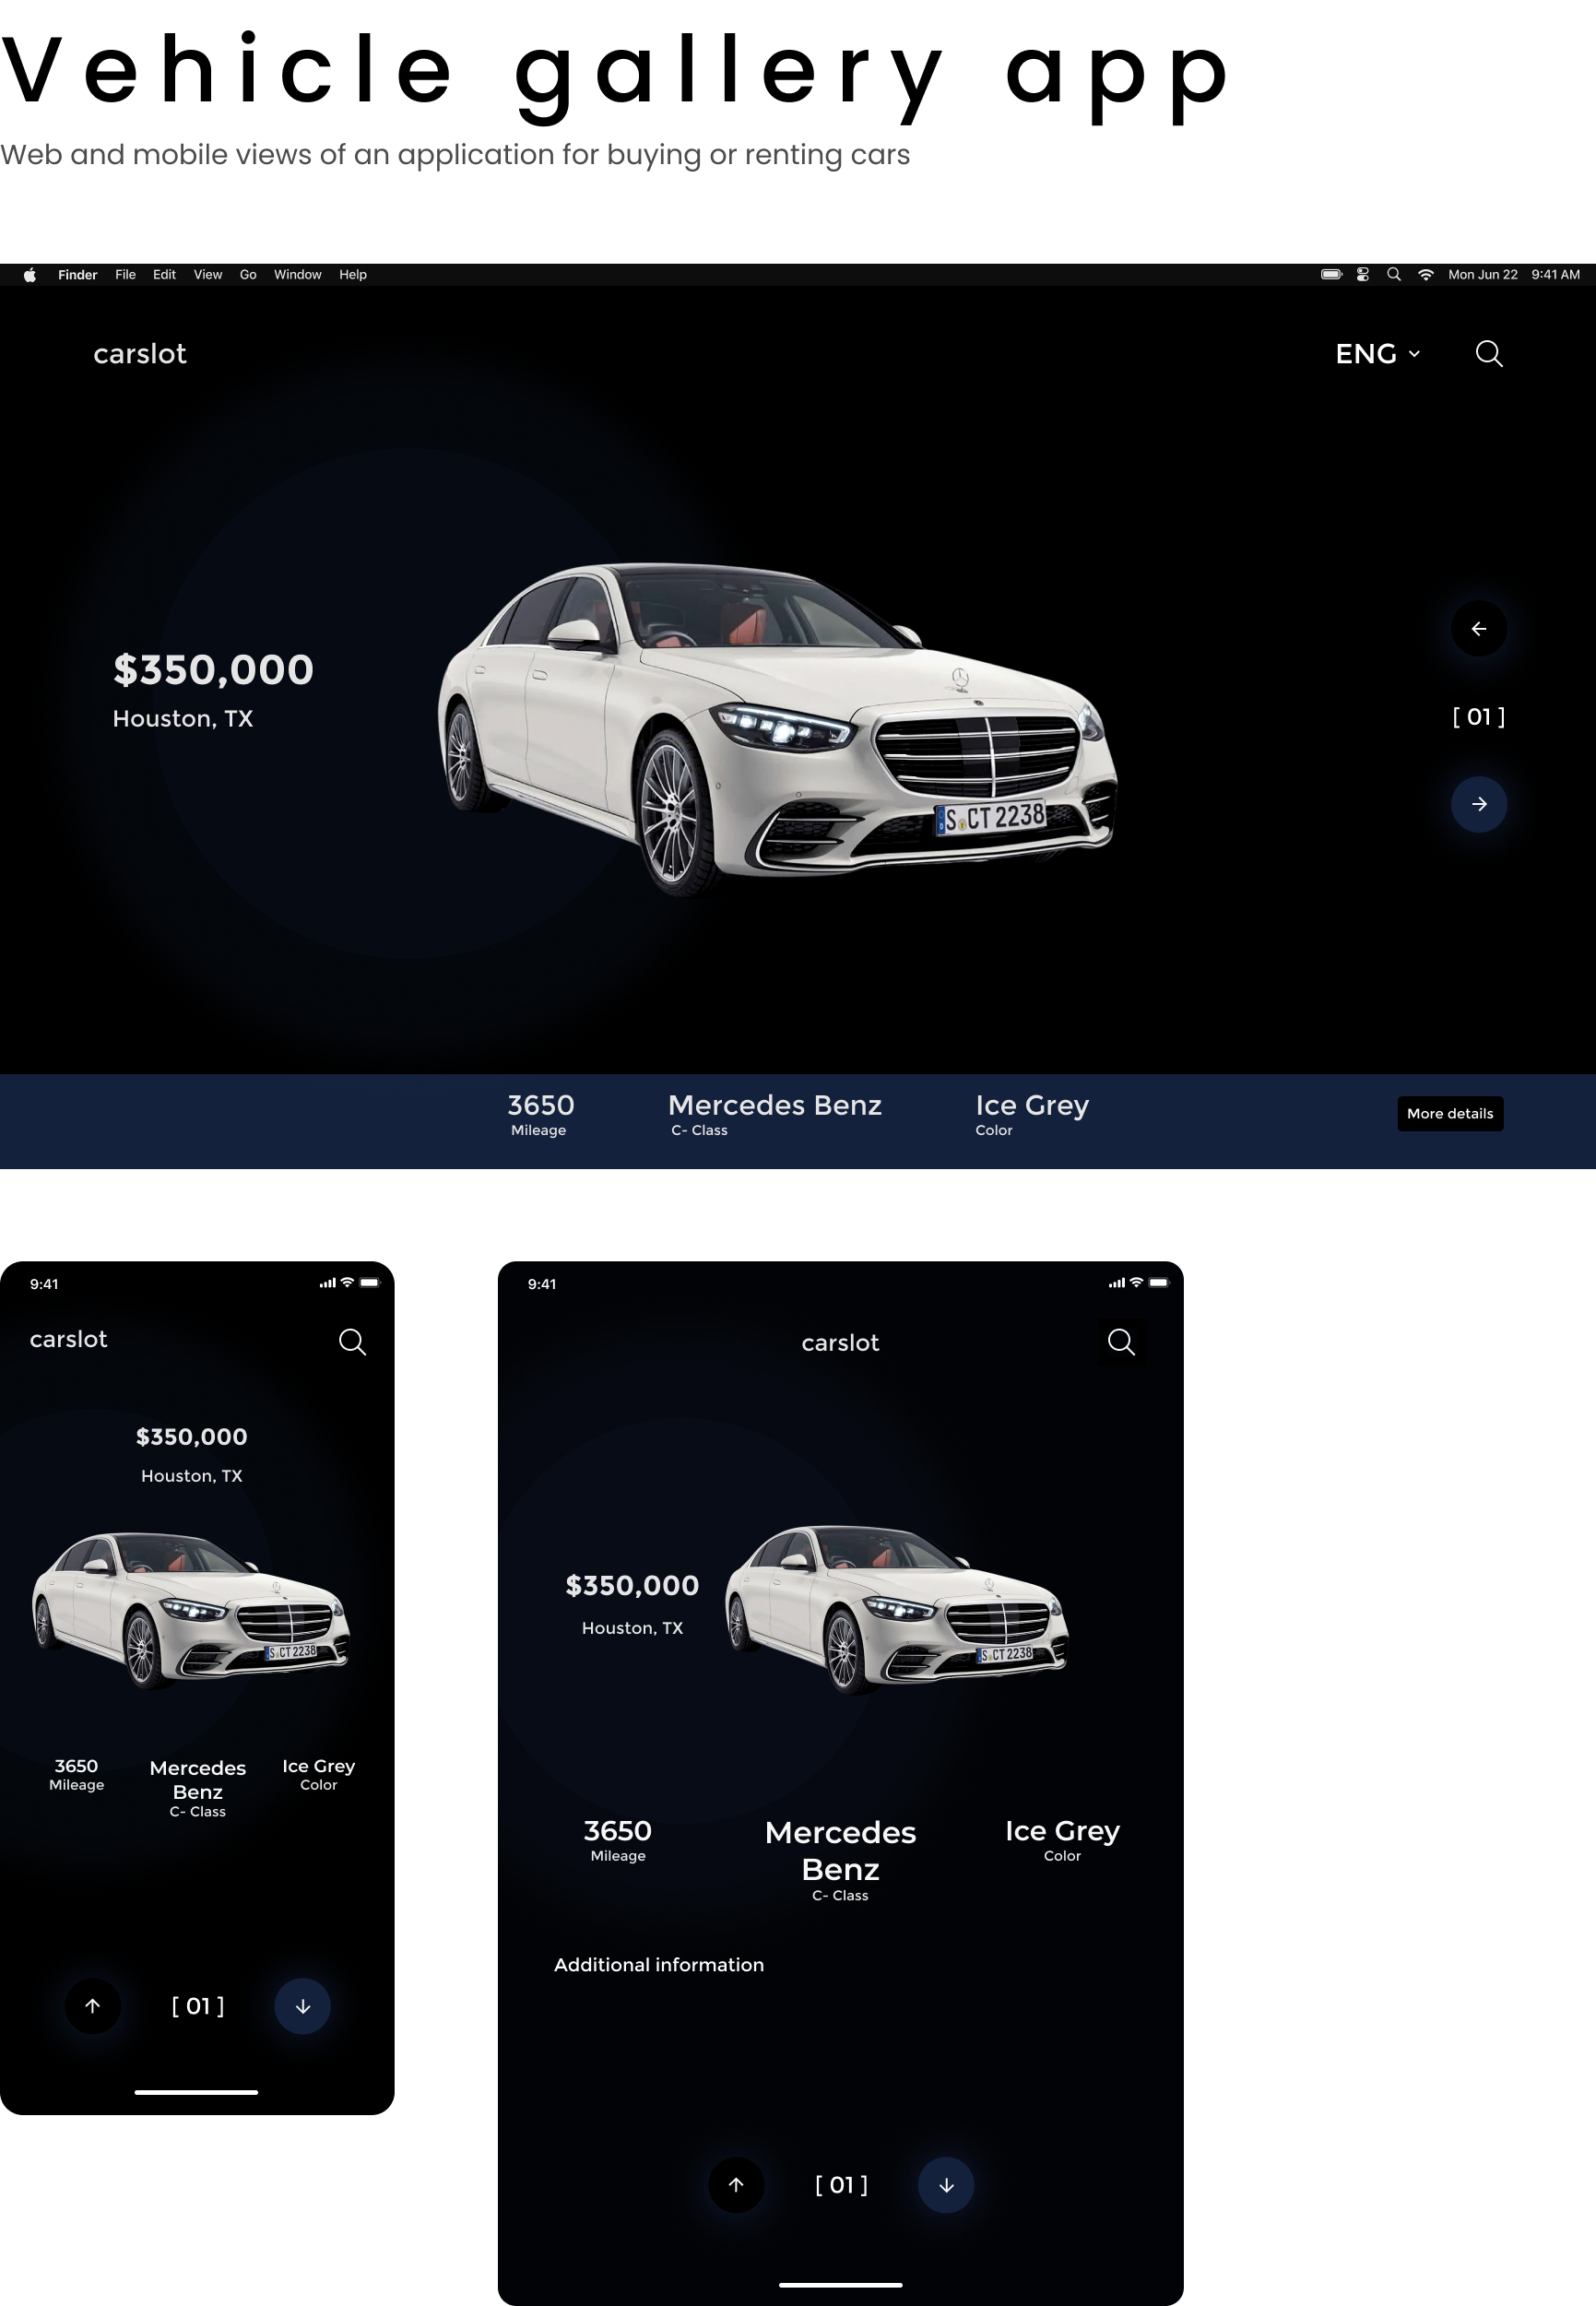 Vehicle gallery app
Web and mobile views of an application for buying or renting cars
Finder File Edit View Go Window Help Mon Jun 22 9:41 AM
carslot ENG
$350,000
Houston, TX
[ 01 ]
S CT 2238
3650 Mercedes Benz Ice Grey
Mileage C- Class Color
More details
9:41
carslot
$350,000
Houston, TX
S CT 2238
3650 Mercedes Benz Ice Grey
Mileage C- Class Color
[ 01 ]
9:41
carslot
$350,000
Houston, TX
S CT 2238
3650 Mercedes Benz Ice Grey
Mileage C- Class Color
Additional information
[ 01 ]